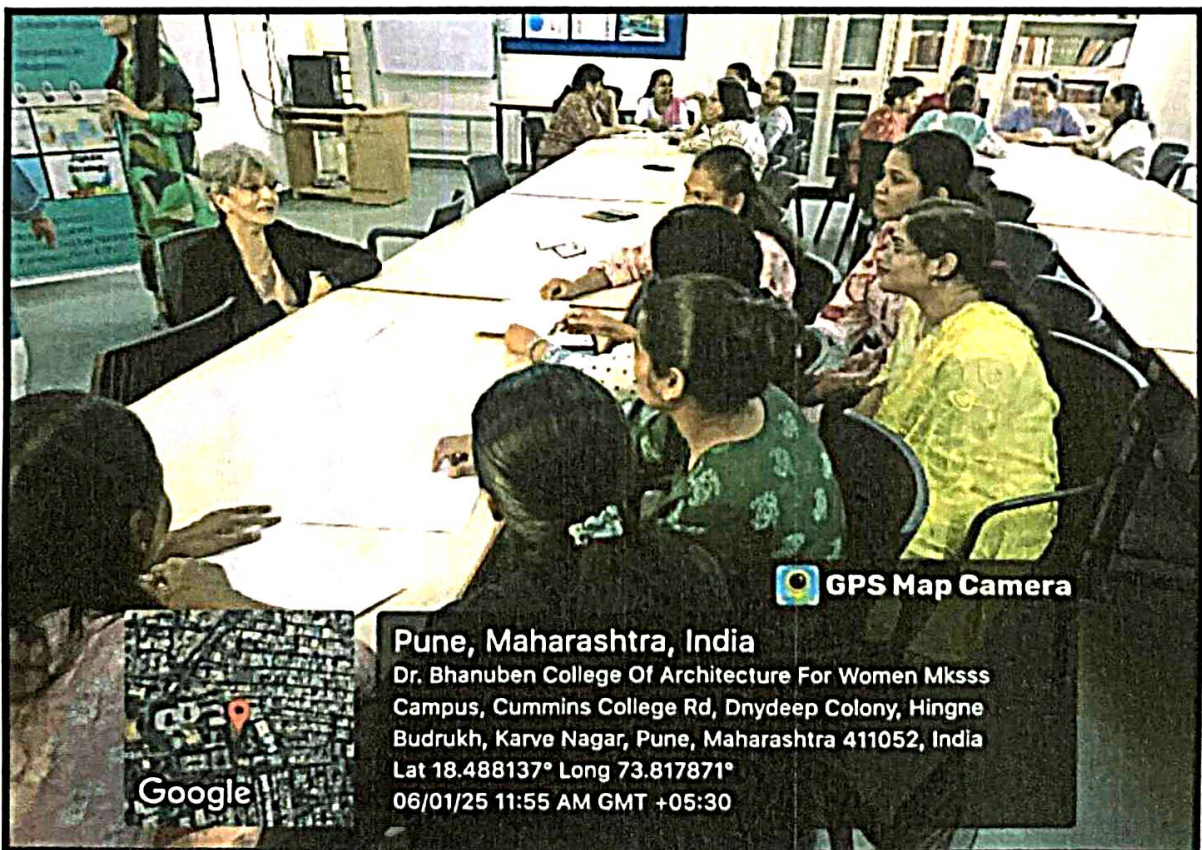 GPS Map Camera
Pune, Maharashtra, India
Dr. Bhanuben College Of Architecture For Women Mksss
Campus, Cummins College Rd, Dnydeep Colony, Hingne
Budrukh, Karve Nagar, Pune, Maharashtra 411052, India
Lat 18.488137° Long 73.817871°
06/01/25 11:55 AM GMT +05:30
Google